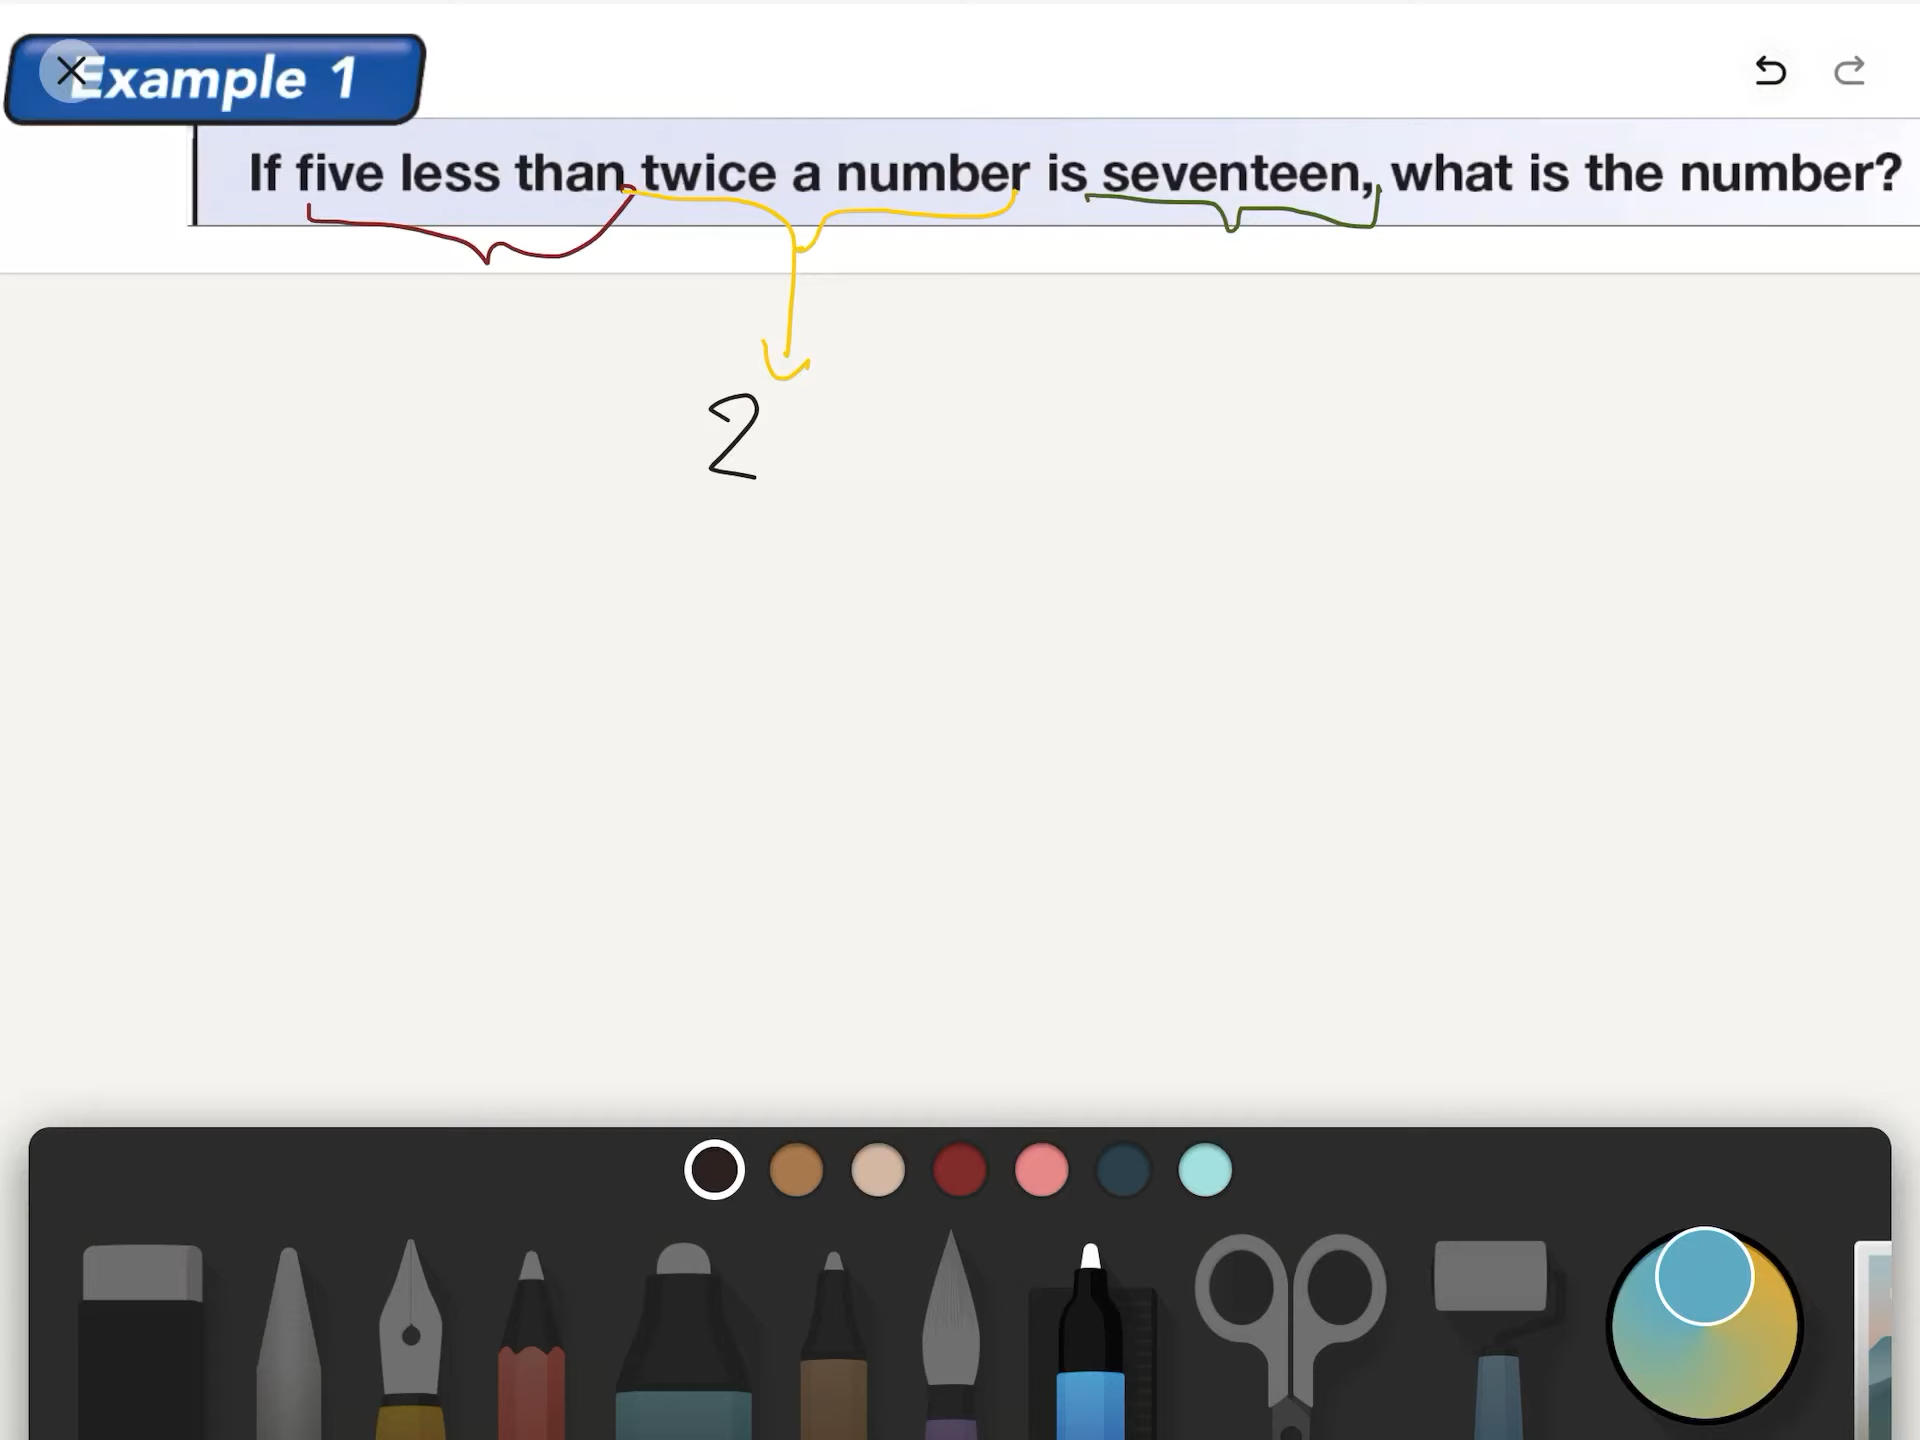 Example 1
If five less than twice a number is seventeen, what is the number?
2